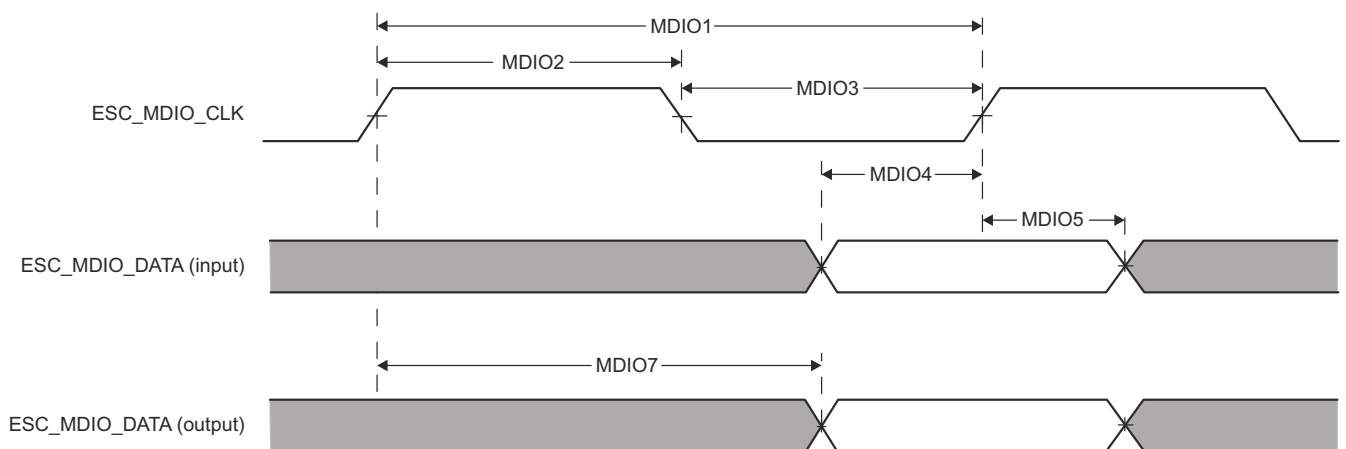 MDIO1
MDIO2
MDIO3
ESC_MDIO_CLK
MDIO4
MDIO5
ESC_MDIO_DATA (input)
MDIO7
ESC_MDIO_DATA (output)